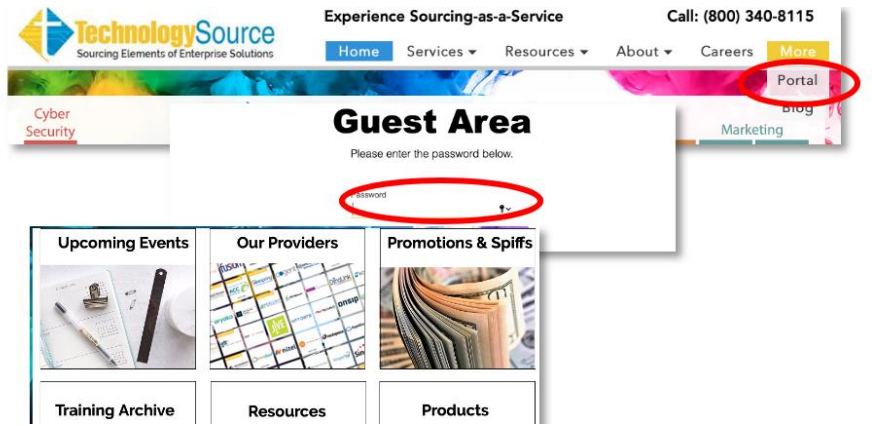 Experience Sourcing-as-a-Service
Call: (800) 340-8115
TechnologySource
Sourcing Elements of Enterprise Solutions
Home Services Resources About Careers More
Portal
Blog
Cyber
Security
Marketing
Guest Area
Please enter the password below.
Password
Upcoming Events
Our Providers
Promotions & Spiffs
JIVE
onsip
Training Archive
Resources
Products